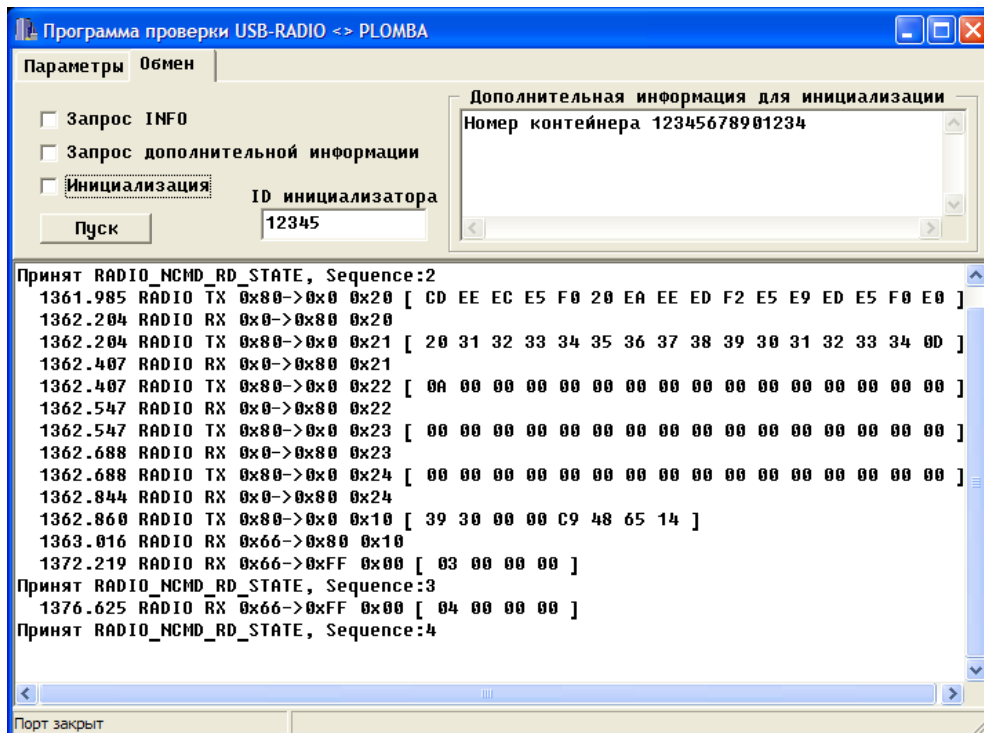 Программа проверки USB-RADIO <> PLOMBA
Параметры Обмен
Запрос INFO
Запрос дополнительной информации
Инициализация
ID инициализатора
Пуск
12345
Дополнительная информация для инициализации
Номер контейнера 12345678901234
Принят RADIO_NCMD_RD_STATE, Sequence:2
1361.985 RADIO TX 0x80->0x0 0x20 [ CD EE EC E5 F0 20 EA EE ED F2 E5 E9 ED E5 F0 E0 ]
1362.204 RADIO RX 0x0->0x80 0x20
1362.204 RADIO TX 0x80->0x0 0x21 [ 20 31 32 33 34 35 36 37 38 39 30 31 32 33 34 0D ]
1362.407 RADIO RX 0x0->0x80 0x21
1362.407 RADIO TX 0x80->0x0 0x22 [ 0A 00 00 00 00 00 00 00 00 00 00 00 00 00 00 00 ]
1362.547 RADIO RX 0x0->0x80 0x22
1362.547 RADIO TX 0x80->0x0 0x23 [ 00 00 00 00 00 00 00 00 00 00 00 00 00 00 00 00 ]
1362.688 RADIO RX 0x0->0x80 0x23
1362.688 RADIO TX 0x80->0x0 0x24 [ 00 00 00 00 00 00 00 00 00 00 00 00 00 00 00 00 ]
1362.844 RADIO RX 0x0->0x80 0x24
1362.860 RADIO TX 0x80->0x0 0x10 [ 39 30 00 00 C9 48 65 14 ]
1363.016 RADIO RX 0x66->0x80 0x10
1372.219 RADIO RX 0x66->0xFF 0x00 [ 03 00 00 00 ]
Принят RADIO_NCMD_RD_STATE, Sequence:3
1376.625 RADIO RX 0x66->0xFF 0x00 [ 04 00 00 00 ]
Принят RADIO_NCMD_RD_STATE, Sequence:4
Порт закрыт